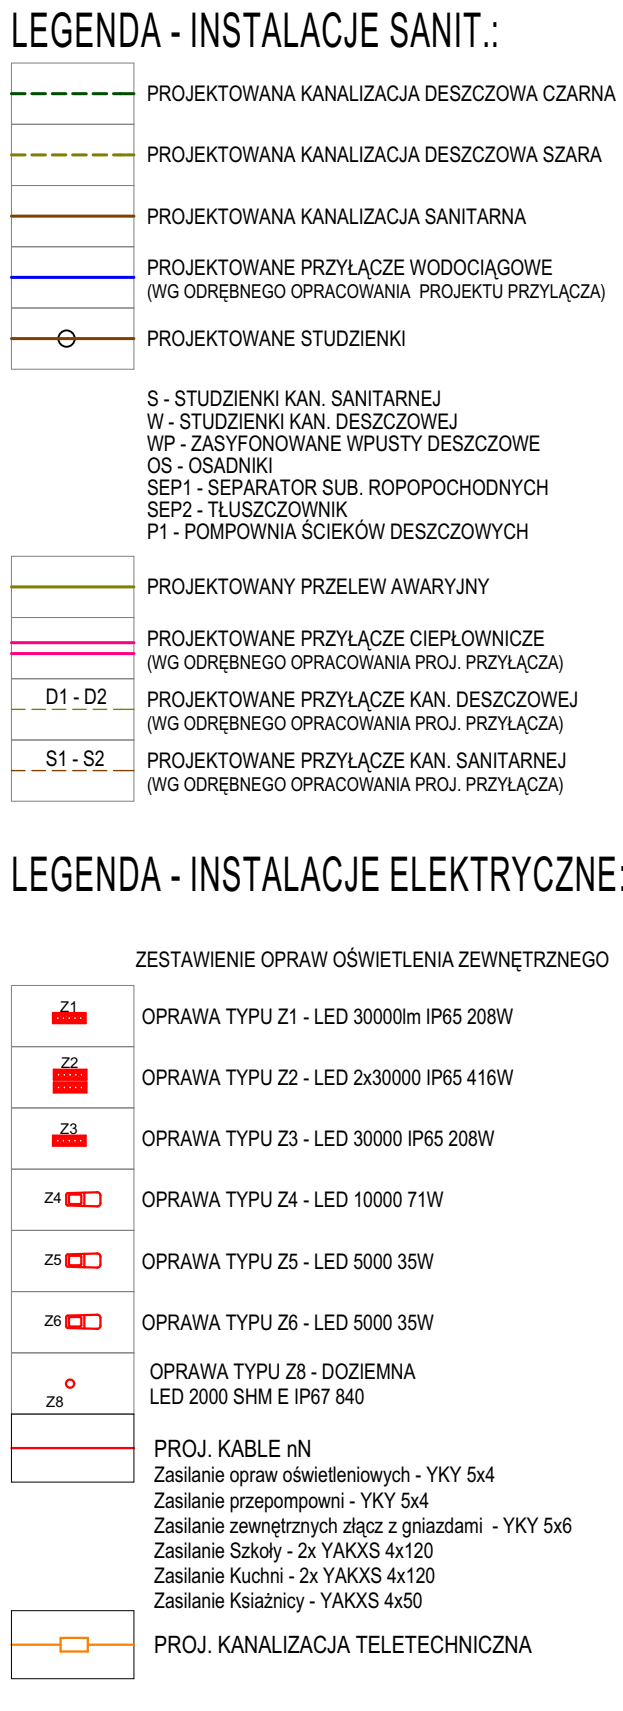 LEGENDA - INSTALACJE SANIT.:
PROJEKTOWANA KANALIZACJA DESZCZOWA CZARNA
PROJEKTOWANA KANALIZACJA DESZCZOWA SZARA
PROJEKTOWANA KANALIZACJA SANITARNA
PROJEKTOWANE PRZYŁĄCZE WODOCIĄGOWE
(WG ODRĘBNEGO OPRACOWANIA PROJEKTU PRZYLĄCZA)
PROJEKTOWANE STUDZIENKI
S - STUDZIENKI KAN. SANITARNEJ
W - STUDZIENKI KAN. DESZCZOWEJ
WP - ZASYFONOWANE WPUSTY DESZCZOWE
OS - OSADNIKI
SEP1 - SEPARATOR SUB. ROPOPOCHODNYCH
SEP2 - TŁUSZCZOWNIK
P1 - POMPOWNIA ŚCIEKÓW DESZCZOWYCH
PROJEKTOWANY PRZELEW AWARYJNY
PROJEKTOWANE PRZYŁĄCZE CIEPŁOWNICZE
(WG ODRĘBNEGO OPRACOWANIA PROJ. PRZYŁĄCZA)
D1 - D2 PROJEKTOWANE PRZYŁĄCZE KAN. DESZCZOWEJ
(WG ODRĘBNEGO OPRACOWANIA PROJ. PRZYŁĄCZA)
S1 - S2 PROJEKTOWANE PRZYŁĄCZE KAN. SANITARNEJ
(WG ODRĘBNEGO OPRACOWANIA PROJ. PRZYŁĄCZA)
LEGENDA - INSTALACJE ELEKTRYCZNE:
ZESTAWIENIE OPRAW OŚWIETLENIA ZEWNĘTRZNEGO
Z1 OPRAWA TYPU Z1 - LED 30000lm IP65 208W
Z2 OPRAWA TYPU Z2 - LED 2x30000 IP65 416W
Z3 OPRAWA TYPU Z3 - LED 30000 IP65 208W
Z4 OPRAWA TYPU Z4 - LED 10000 71W
Z5 OPRAWA TYPU Z5 - LED 5000 35W
Z6 OPRAWA TYPU Z6 - LED 5000 35W
OPRAWA TYPU Z8 - DOZIEMNA
Z8 LED 2000 SHM E IP67 840
PROJ. KABLE nN
Zasilanie opraw oświetleniowych - YKY 5x4
Zasilanie przepompowni - YKY 5x4
Zasilanie zewnętrznych złącz z gniazdami - YKY 5x6
Zasilanie Szkoły - 2x YAKXS 4x120
Zasilanie Kuchni - 2x YAKXS 4x120
Zasilanie Ksiażnicy - YAKXS 4x50
PROJ. KANALIZACJA TELETECHNICZNA